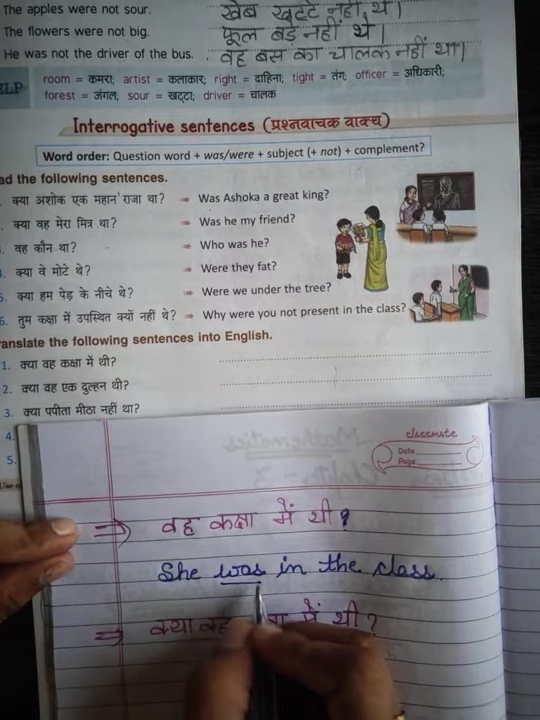 The apples were not sour. सेब खट्टे नहीं थे।
The flowers were not big. फूल बड़े नहीं थे।
He was not the driver of the bus. वह बस का चालक नहीं था।
ELP room = कमरा; artist = कलाकार; right = दाहिना; tight = तंग; officer = अधिकारी;
forest = जंगल; sour = खट्टा; driver = चालक
Interrogative sentences (प्रश्नवाचक वाक्य)
Word order: Question word + was/were + subject (+ not) + complement?
ad the following sentences.
क्या अशोक एक महान राजा था? Was Ashoka a great king?
. क्या वह मेरा मित्र था? Was he my friend?
. वह कौन था? Who was he?
. क्या वे मोटे थे? Were they fat?
5. क्या हम पेड़ के नीचे थे? Were we under the tree?
6. तुम कक्षा में उपस्थित क्यों नहीं थे? Why were you not present in the class?
ranslate the following sentences into English.
1. क्या वह कक्षा में थी?
2. क्या वह एक दुल्हन थी?
3. क्या पपीता मीठा नहीं था?
4.
5.
classmate
Date
Page
वह कक्षा में थी?
She was in the class.
क्या वह में थी?